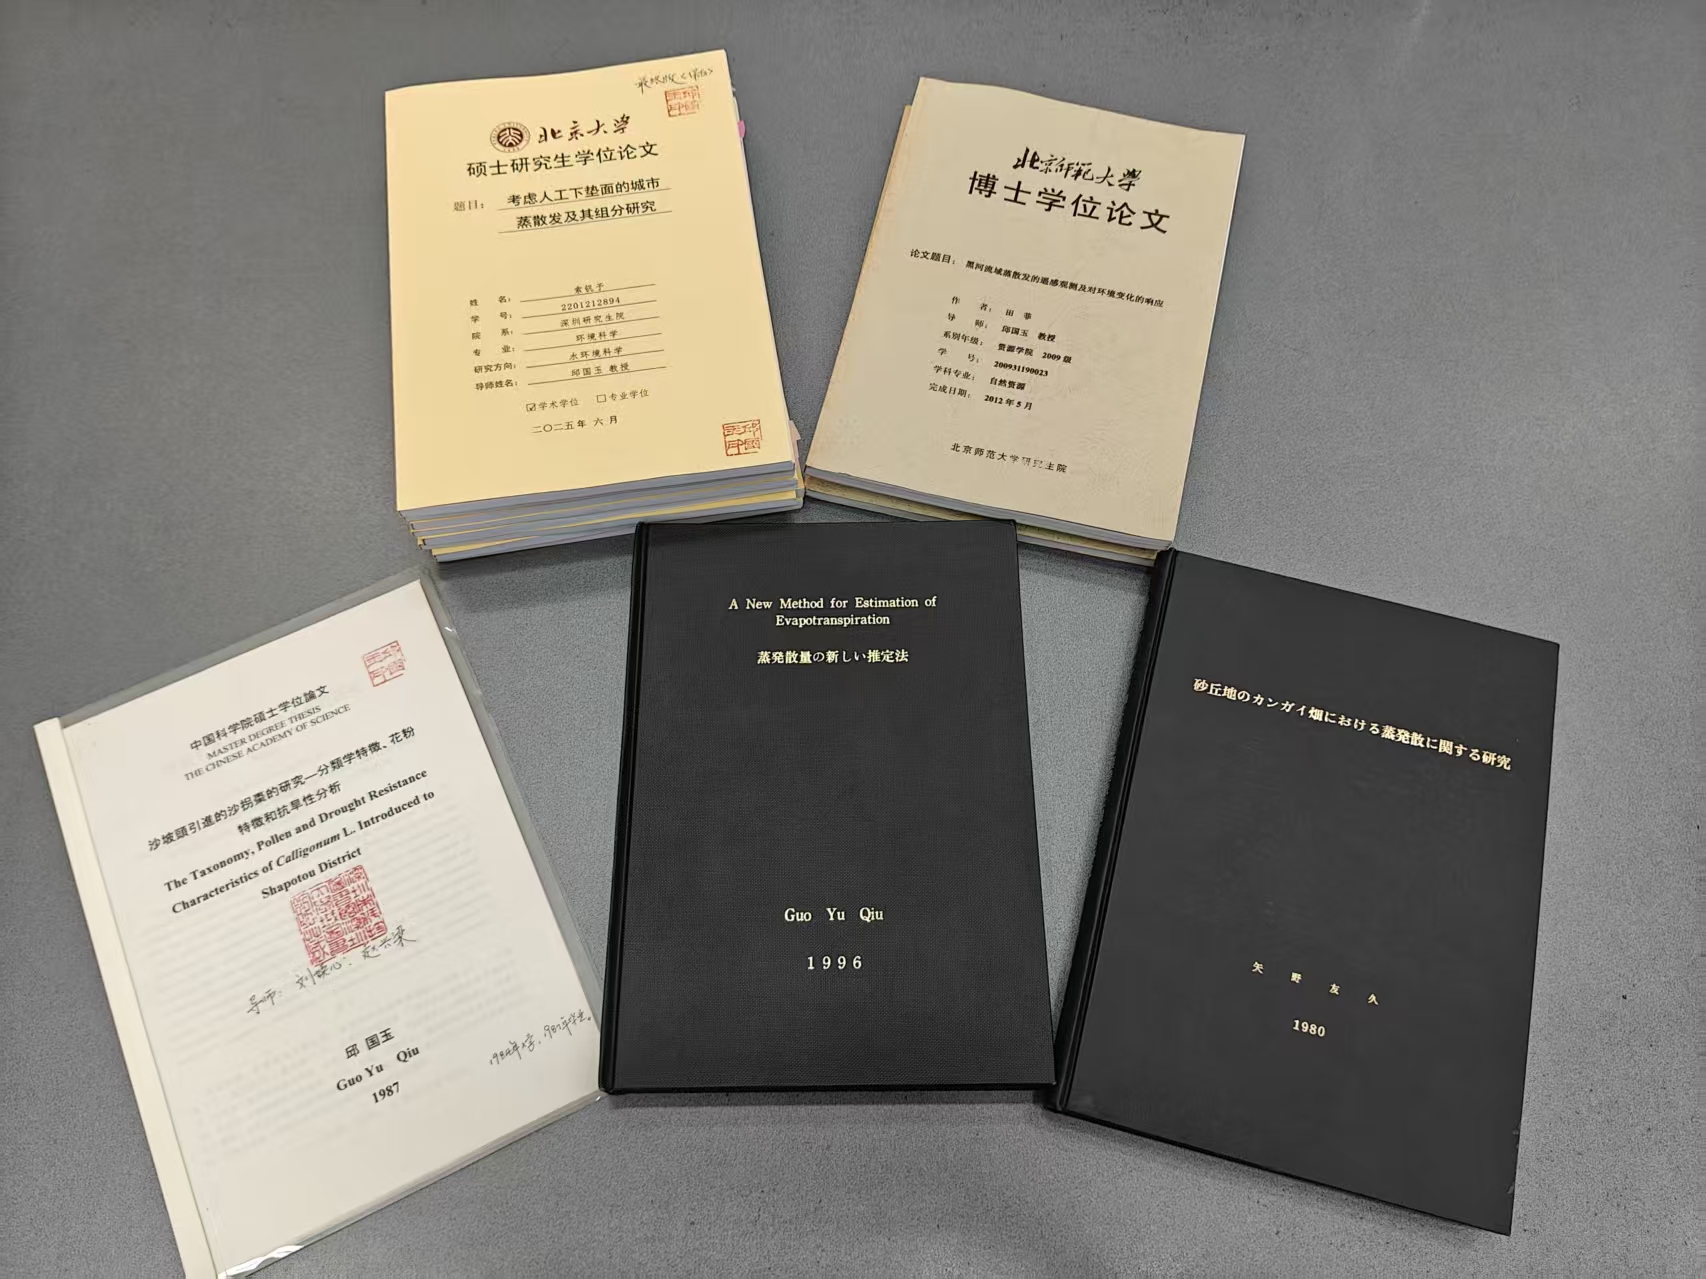 北京大学
硕士研究生学位论文
题目： 考虑人工下垫面的城市
蒸散发及其组分研究
姓 名：
学 号： 2201212894
院 系： 深圳研究生院
专 业： 环境科学
研究方向： 水环境科学
导师姓名： 邱国玉 教授
☑学术学位 □专业学位
二〇二五年 六 月
北京师范大学
博士学位论文
论文题目： 黑河流域蒸散发的遥感观测及对环境变化的响应
作 者： 田 菲
导 师： 邱国玉 教授
系别年级： 资源学院 2009 级
学 号： 200931190023
学科专业： 自然资源
完成日期： 2012 年 5 月
北京师范大学研究生院
中国科学院碩士学位論文
MASTER DEGREE THESIS
THE CHNESE ACADEMY OF SCIENCE
沙坡頭引進的沙拐棗的研究—分類学特徵、花粉
特徵和抗旱性分析
The Taxonomy, Pollen and Drought Resistance
Characteristics of Calligonum L. Introduced to
Shapotou District
导师：
邱 国玉
Guo Yu Qiu
1987
A New Method for Estimation of
Evapotranspiration
蒸発散量の新しい推定法
Guo Yu Qiu
1996
砂丘地のカンガイ畑における蒸発散に関する研究
矢 野 友 久
1980